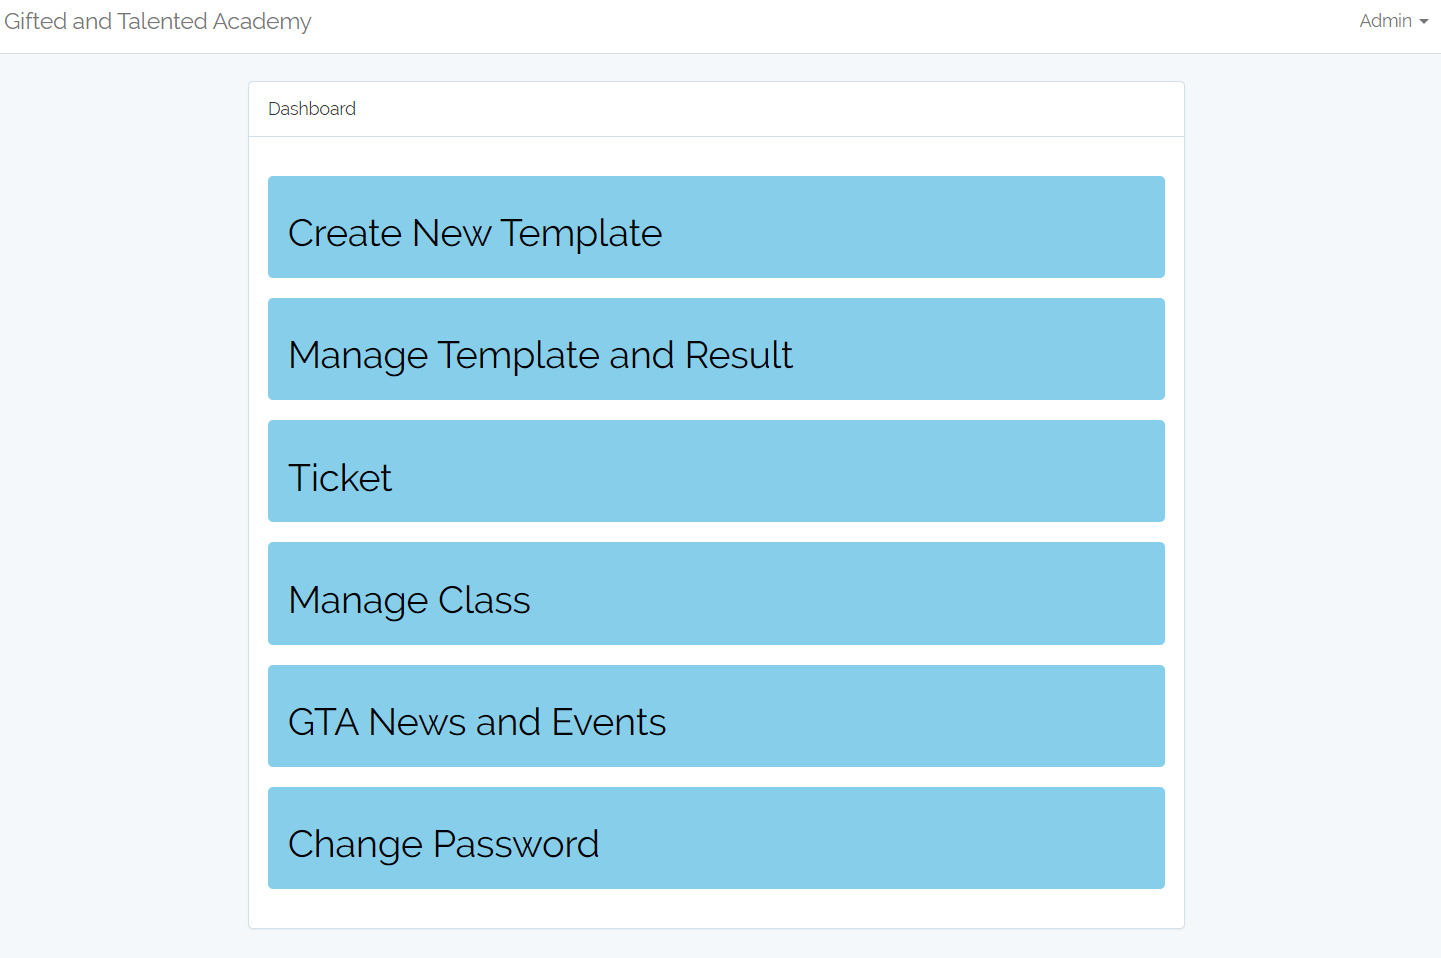 Gifted and Talented Academy
Admin
Dashboard
Create New Template
Manage Template and Result
Ticket
Manage Class
GTA News and Events
Change Password